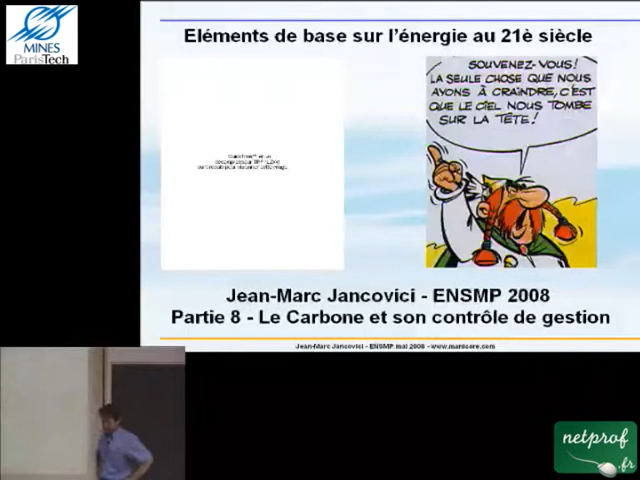 MINES
ParisTech
Eléments de base sur l'énergie au 21è siècle
SOUVENEZ-VOUS!
LA SEULE CHOSE QUE NOUS
AYONS À CRAINDRE, C'EST
QUE LE CIEL NOUS TOMBE
SUR LA TÊTE!
Jean-Marc Jancovici - ENSMP 2008
Partie 8 - Le Carbone et son contrôle de gestion
Jean-Marc Jancovici - ENSMP mai 2008 - www.manicore.com
netprof
.fr